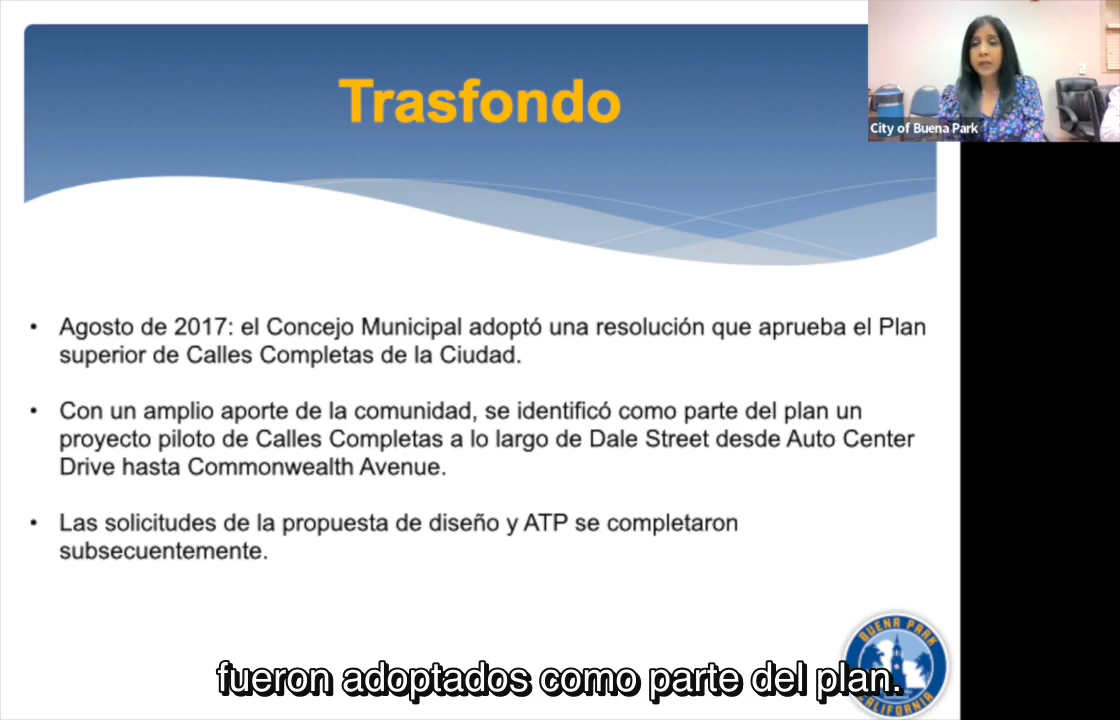 Trasfondo
City of Buena Park
• Agosto de 2017: el Concejo Municipal adoptó una resolución que aprueba el Plan
superior de Calles Completas de la Ciudad.
• Con un amplio aporte de la comunidad, se identificó como parte del plan un
proyecto piloto de Calles Completas a lo largo de Dale Street desde Auto Center
Drive hasta Commonwealth Avenue.
• Las solicitudes de la propuesta de diseño y ATP se completaron
subsecuentemente.
BUENA PARK
CALIFORNIA
fueron adoptados como parte del plan.